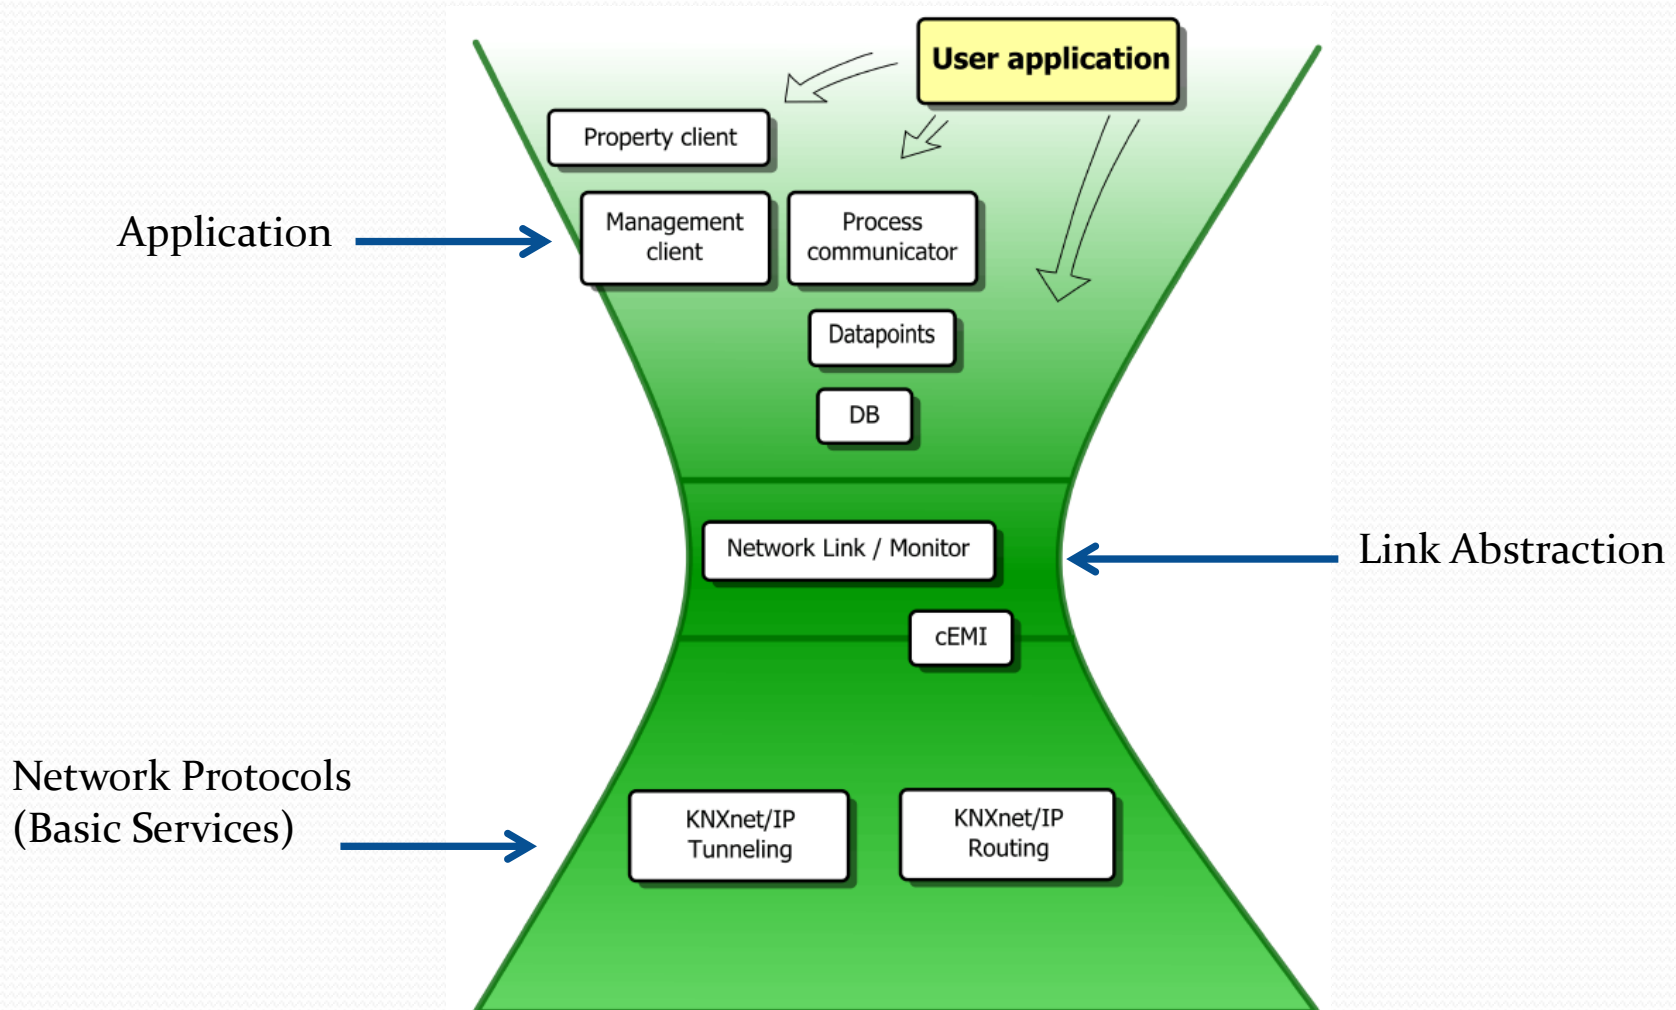 User application
Property client
Management
client
Process
communicator
Application
Datapoints
DB
Network Link / Monitor
Link Abstraction
cEMI
Network Protocols
(Basic Services)
KNXnet/IP
Tunneling
KNXnet/IP
Routing